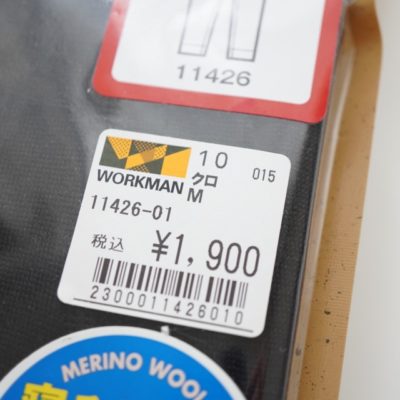 11426
10 015
クロ
WORKMAN M
11426-01
税込 ¥1,900
2300011426010
MERINO WOOL